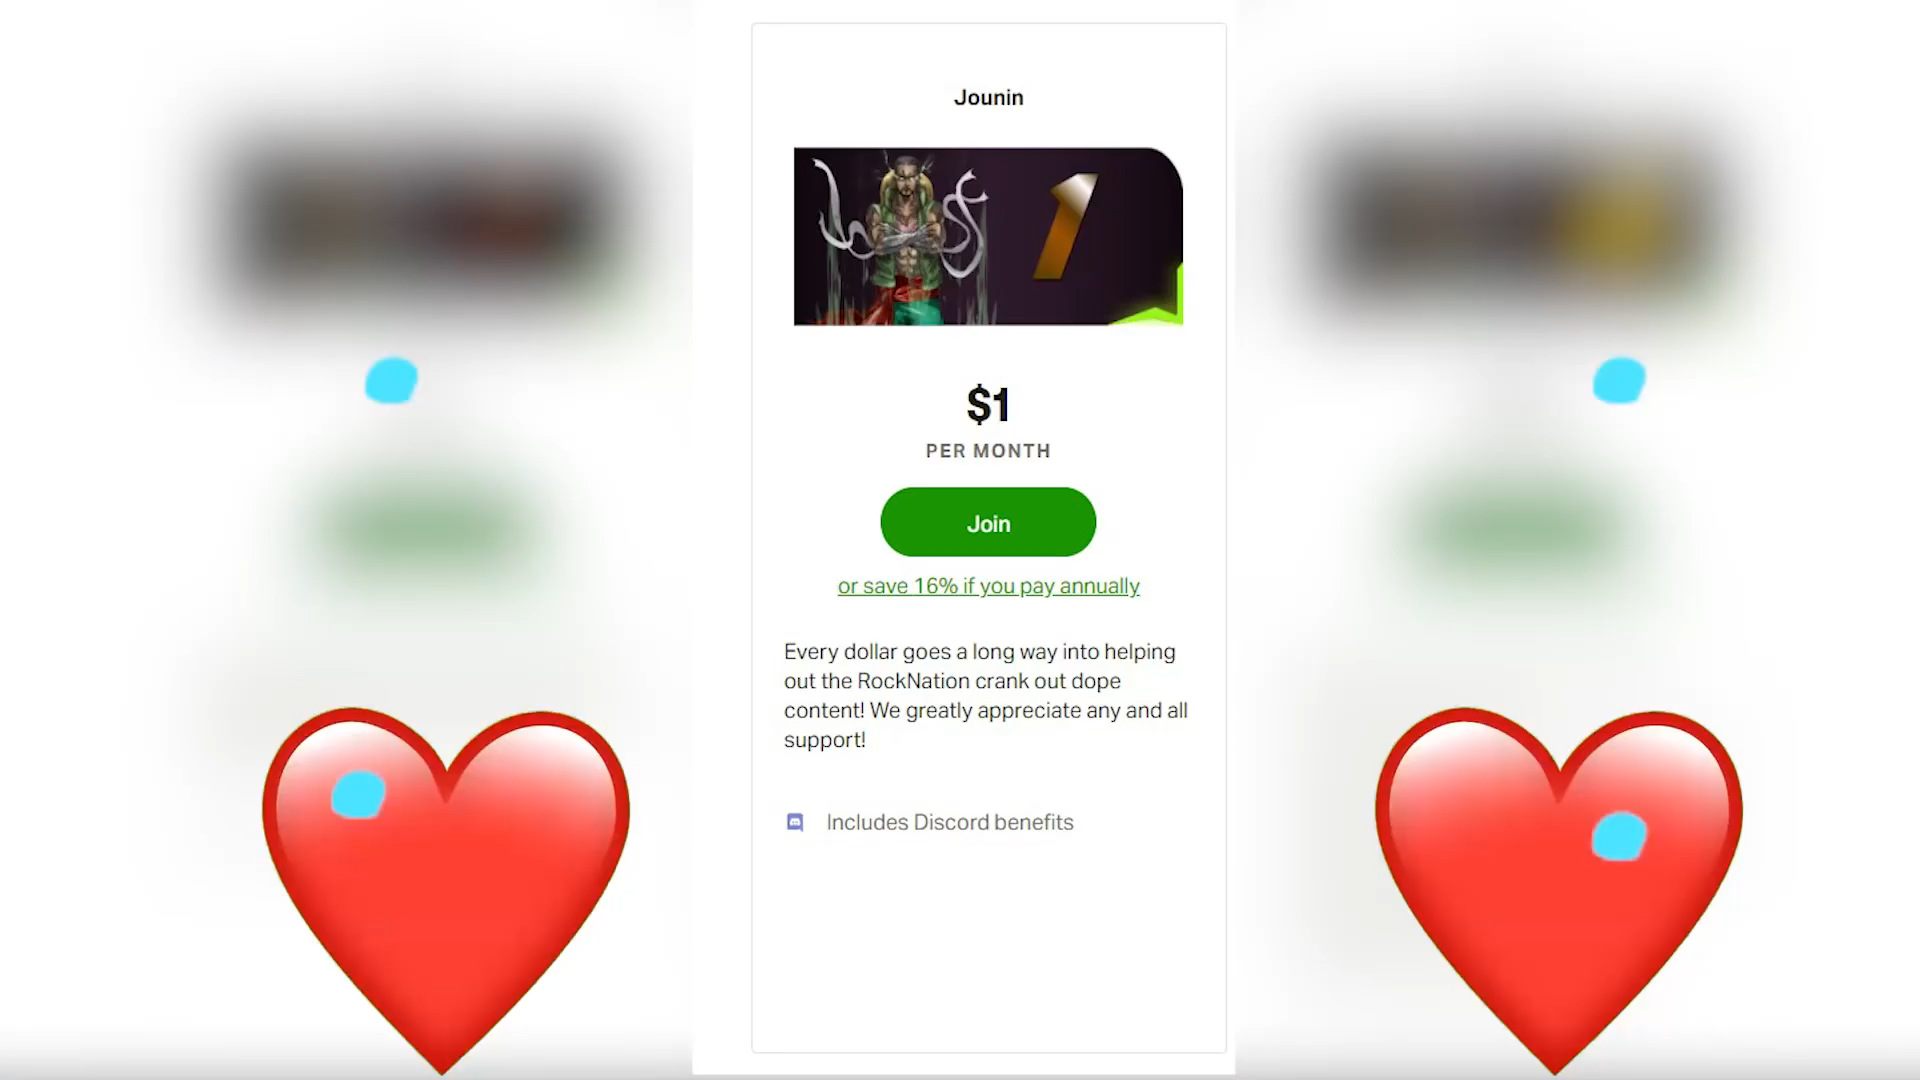 Jounin
1
$1
PER MONTH
Join
or save 16% if you pay annually
Every dollar goes a long way into helping
out the RockNation crank out dope
content! We greatly appreciate any and all
support!
Includes Discord benefits